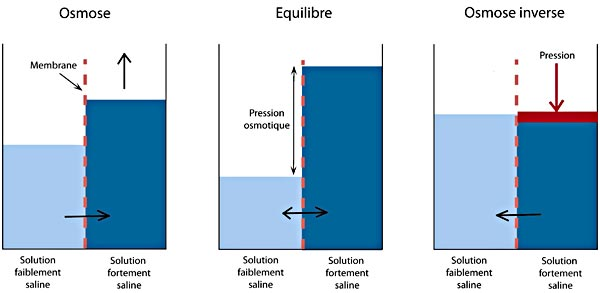 Osmose
Equilibre
Osmose inverse
Membrane
Pression
osmotique
Pression
Solution
faiblement
saline
Solution
fortement
saline
Solution
faiblement
saline
Solution
fortement
saline
Solution
faiblement
saline
Solution
fortement
saline